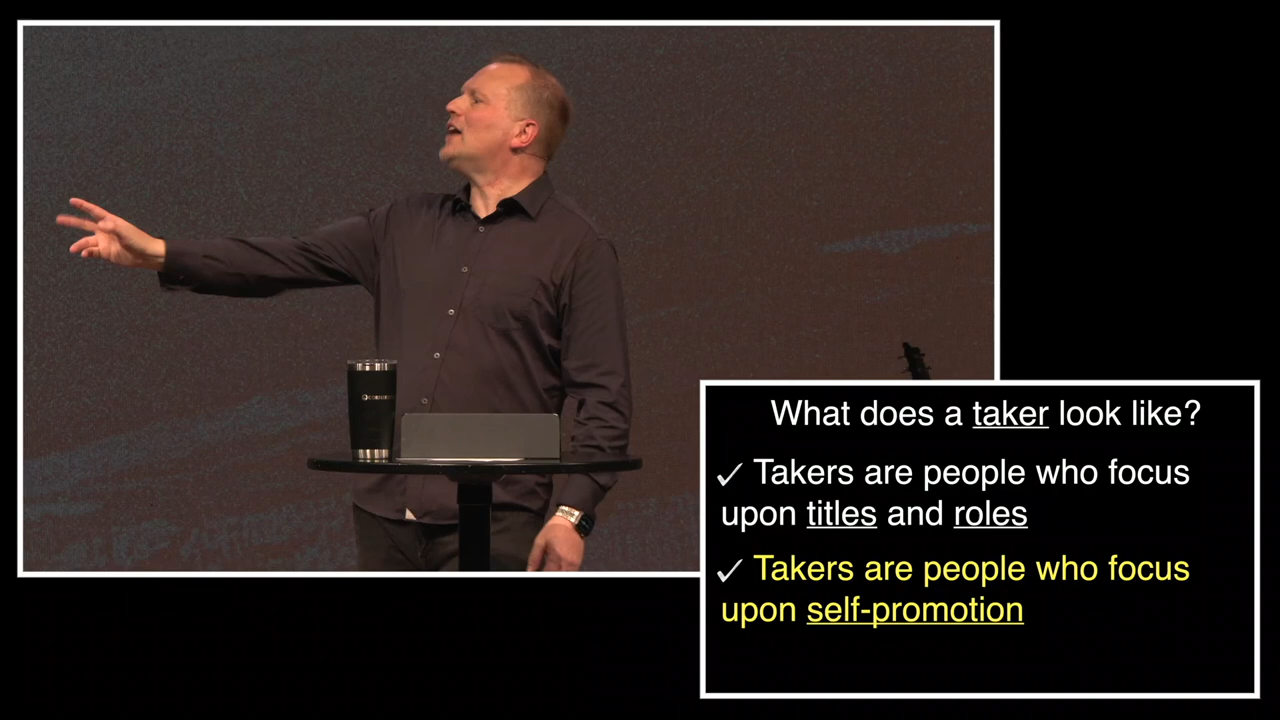 What does a taker look like?
✓ Takers are people who focus
upon titles and roles
✓ Takers are people who focus
upon self-promotion